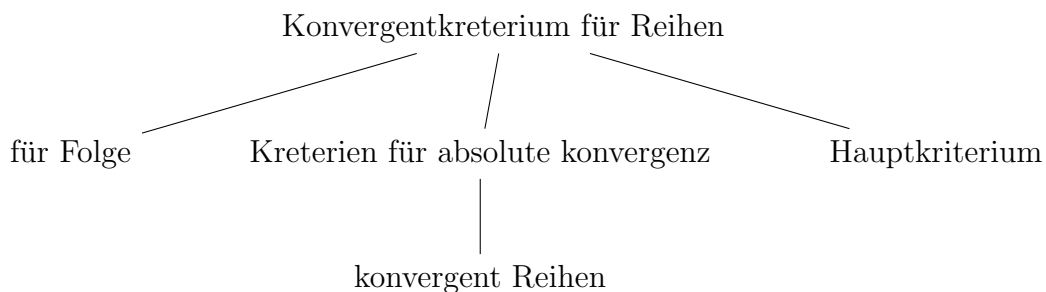 Konvergentkreterium für Reihen
für Folge
Kreterien für absolute konvergenz
Hauptkriterium
konvergent Reihen